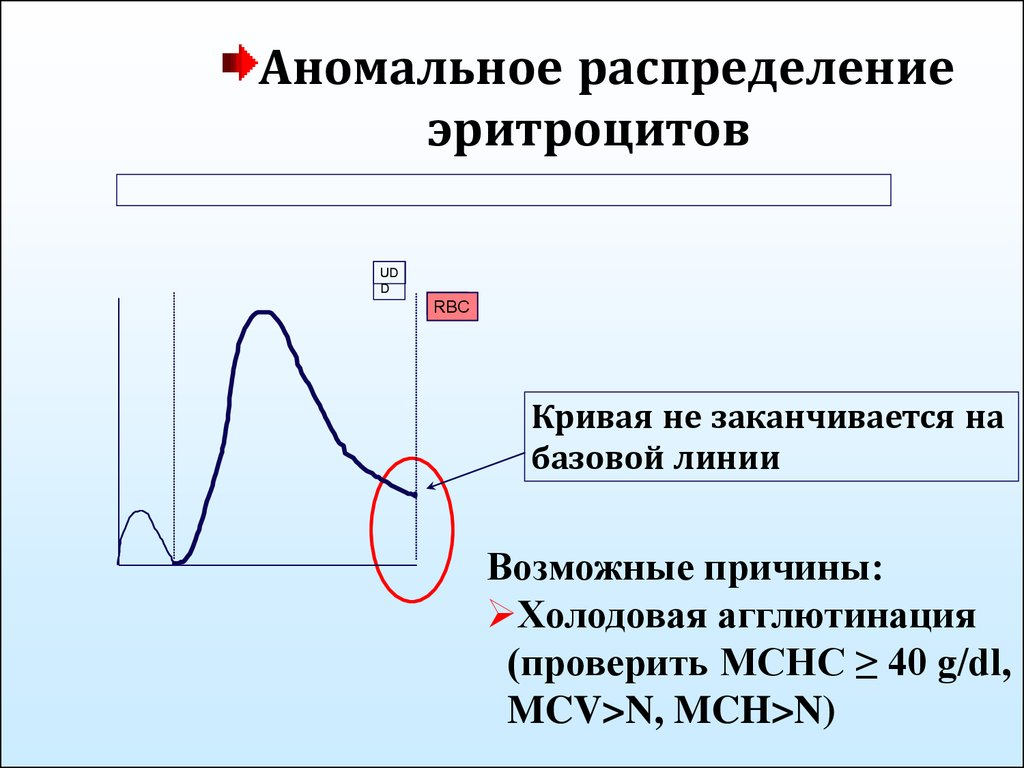 Аномальное распределение
эритроцитов
UD
D
RBC
Кривая не заканчивается на
базовой линии
Возможные причины:
Холодовая агглютинация
(проверить MCHC ≥ 40 g/dl,
MCV>N, MCH>N)